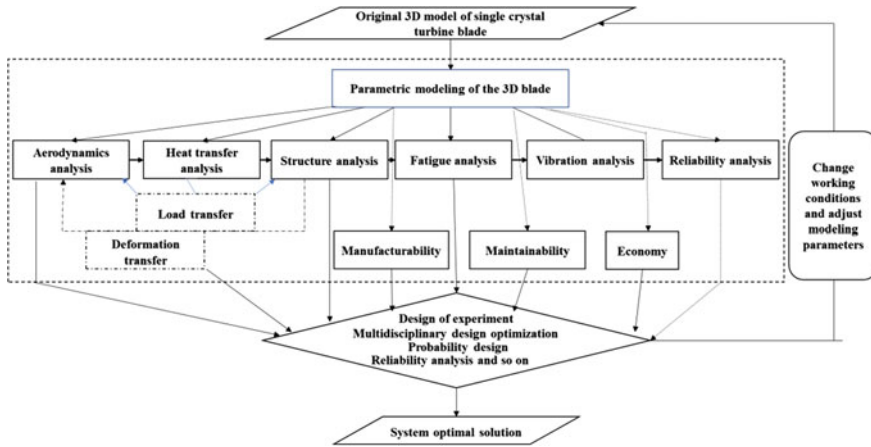 Original 3D model of single crystal
turbine blade
Parametric modeling of the 3D blade
Aerodynamics
analysis
Heat transfer
analysis
Structure analysis
Fatigue analysis
Vibration analysis
Reliability analysis
Change
working
conditions
and adjust
modeling
parameters
Load transfer
Deformation
transfer
Manufacturability
Maintainability
Economy
Design of experiment
Multidisciplinary design optimization
Probability design
Reliability analysis and so on
System optimal solution